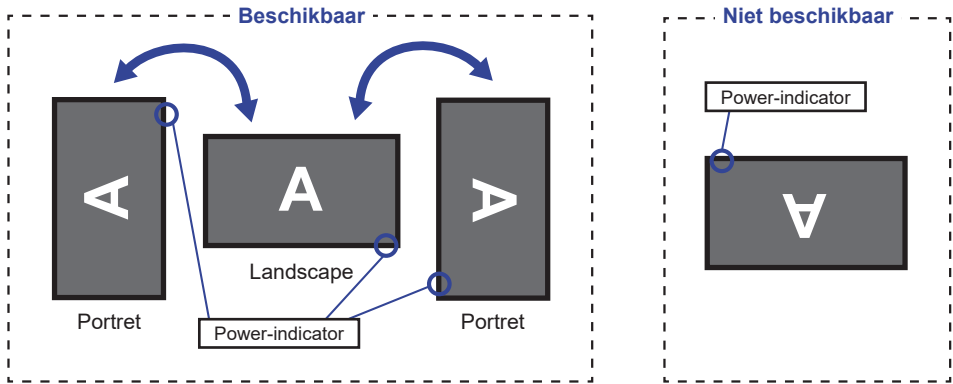 Beschikbaar
A
A
A
Landscape
Portret
Portret
Power-indicator
Niet beschikbaar
Power-indicator
A